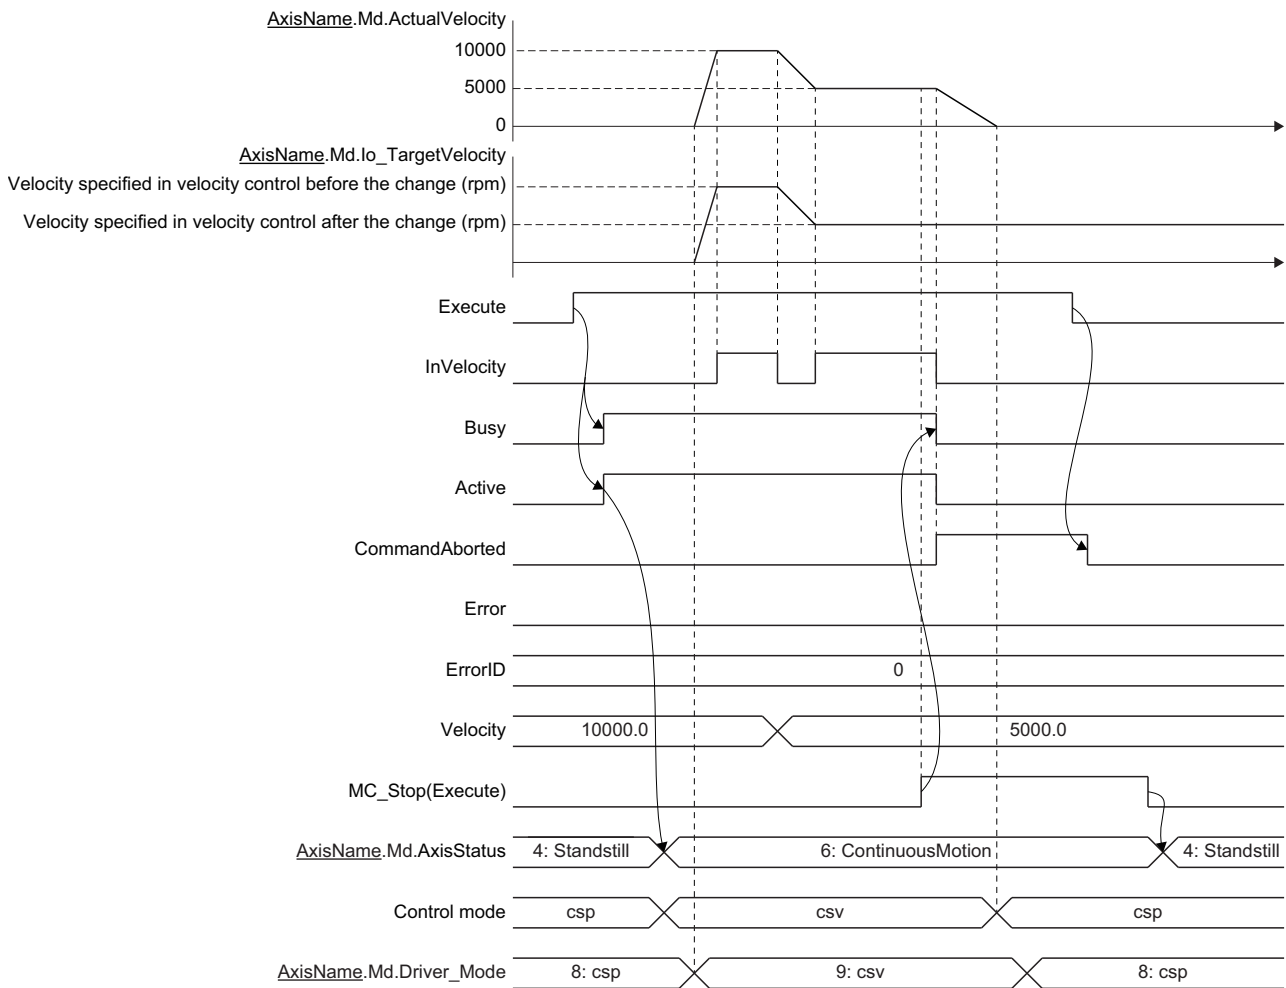 AxisName.Md.ActualVelocity
10000
5000
0
AxisName.Md.Io_TargetVelocity
Velocity specified in velocity control before the change (rpm)
Velocity specified in velocity control after the change (rpm)
Execute
InVelocity
Busy
Active
CommandAborted
Error
ErrorID
0
Velocity
10000.0
5000.0
MC_Stop(Execute)
AxisName.Md.AxisStatus
4: Standstill
6: ContinuousMotion
4: Standstill
Control mode
csp
csv
csp
AxisName.Md.Driver_Mode
8: csp
9: csv
8: csp